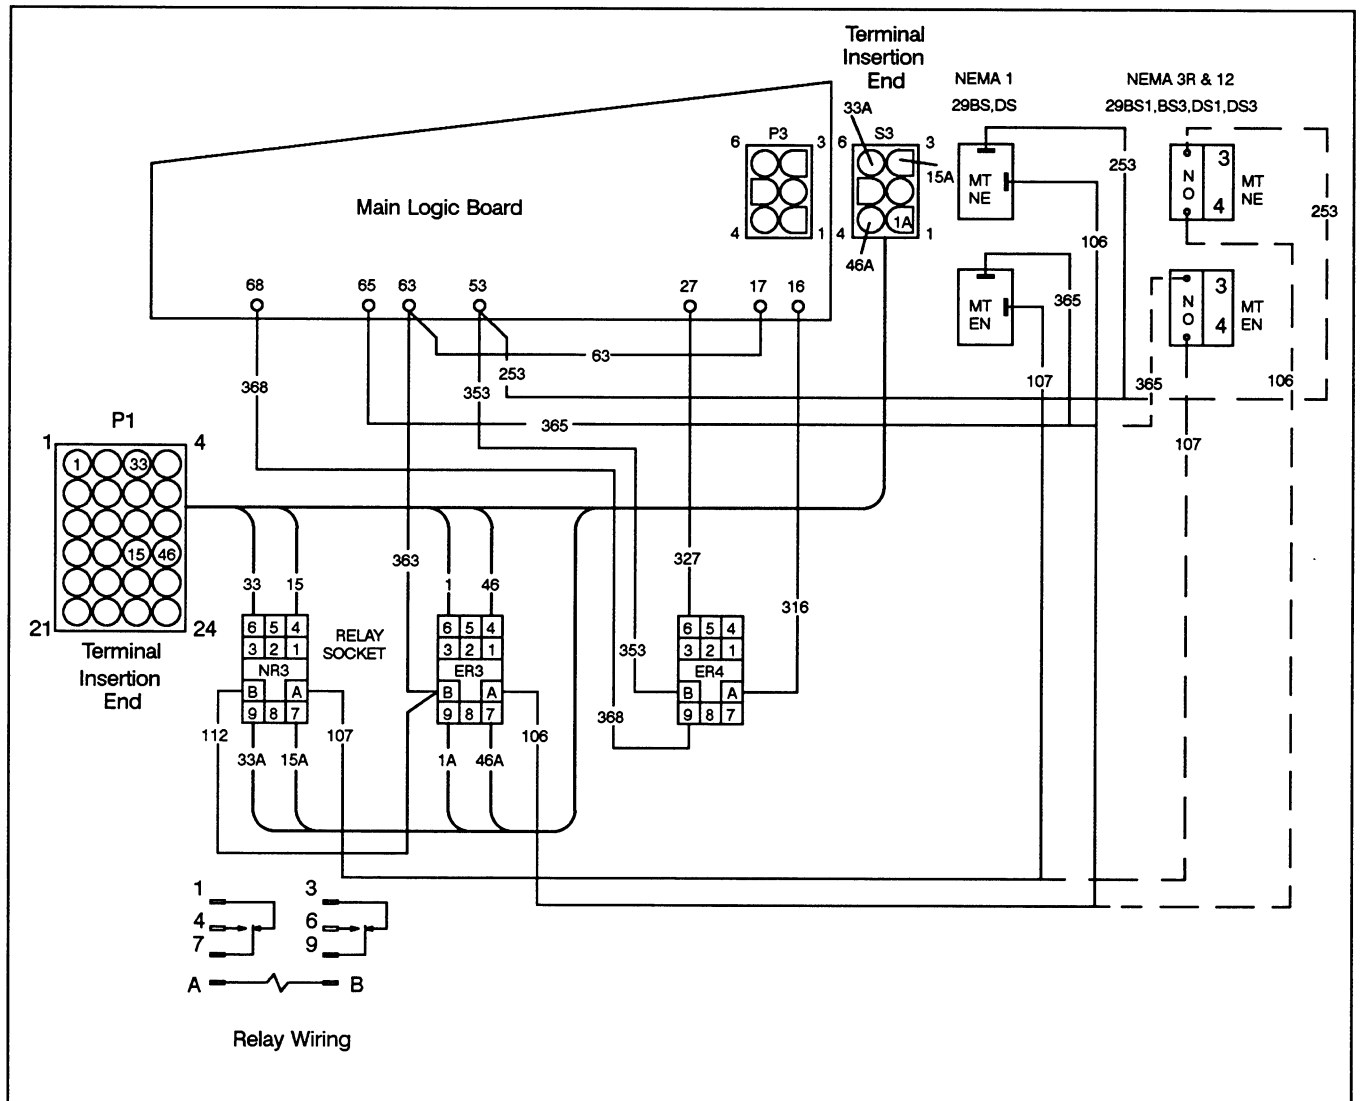 Terminal
Insertion
End
NEMA 1
29BS,DS
NEMA 3R & 12
29BS1,BS3,DS1,DS3
33A
6 P3 3
6 S3 3
15A
1A
4 1
4 1
46A
MT
NE
253
106
N
O
3
4
MT
NE
253
Main Logic Board
68 65 63 53 27 17 16
MT
EN
365
107
N
O
3
4
MT
EN
365
106
107
63
253
368
353
365
P1
1 4
1 33
15 46
21 24
Terminal
Insertion
End
33 15
363
1 46
327
316
353
368
RELAY
SOCKET
6 5 4
3 2 1
NR3
B A
9 8 7
6 5 4
3 2 1
ER3
B A
9 8 7
6 5 4
3 2 1
ER4
B A
9 8 7
112
33A 15A
107
1A 46A
106
1 3
4 6
7 9
A B
Relay Wiring